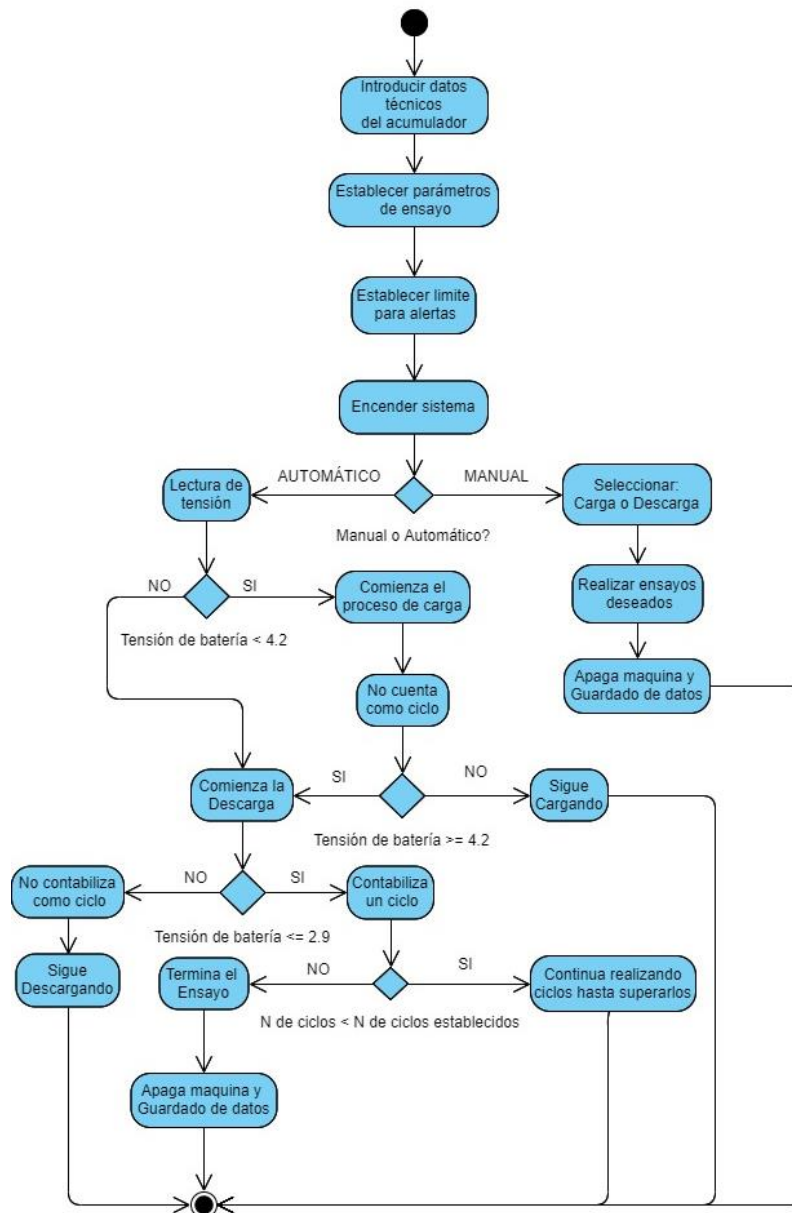 Introducir datos
técnicos
del acumulador
Establecer parámetros
de ensayo
Establecer limite
para alertas
Encender sistema
AUTOMÁTICO
MANUAL
Manual o Automático?
Lectura de
tensión
Seleccionar:
Carga o Descarga
Realizar ensayos
deseados
Apaga maquina y
Guardado de datos
NO
SI
Tensión de batería < 4.2
Comienza el
proceso de carga
No cuenta
como ciclo
SI
NO
Tensión de batería >= 4.2
Comienza la
Descarga
Sigue
Cargando
NO
SI
Tensión de batería <= 2.9
No contabiliza
como ciclo
Sigue
Descargando
Contabiliza
un ciclo
NO
SI
N de ciclos < N de ciclos establecidos
Termina el
Ensayo
Continua realizando
ciclos hasta superarlos
Apaga maquina y
Guardado de datos